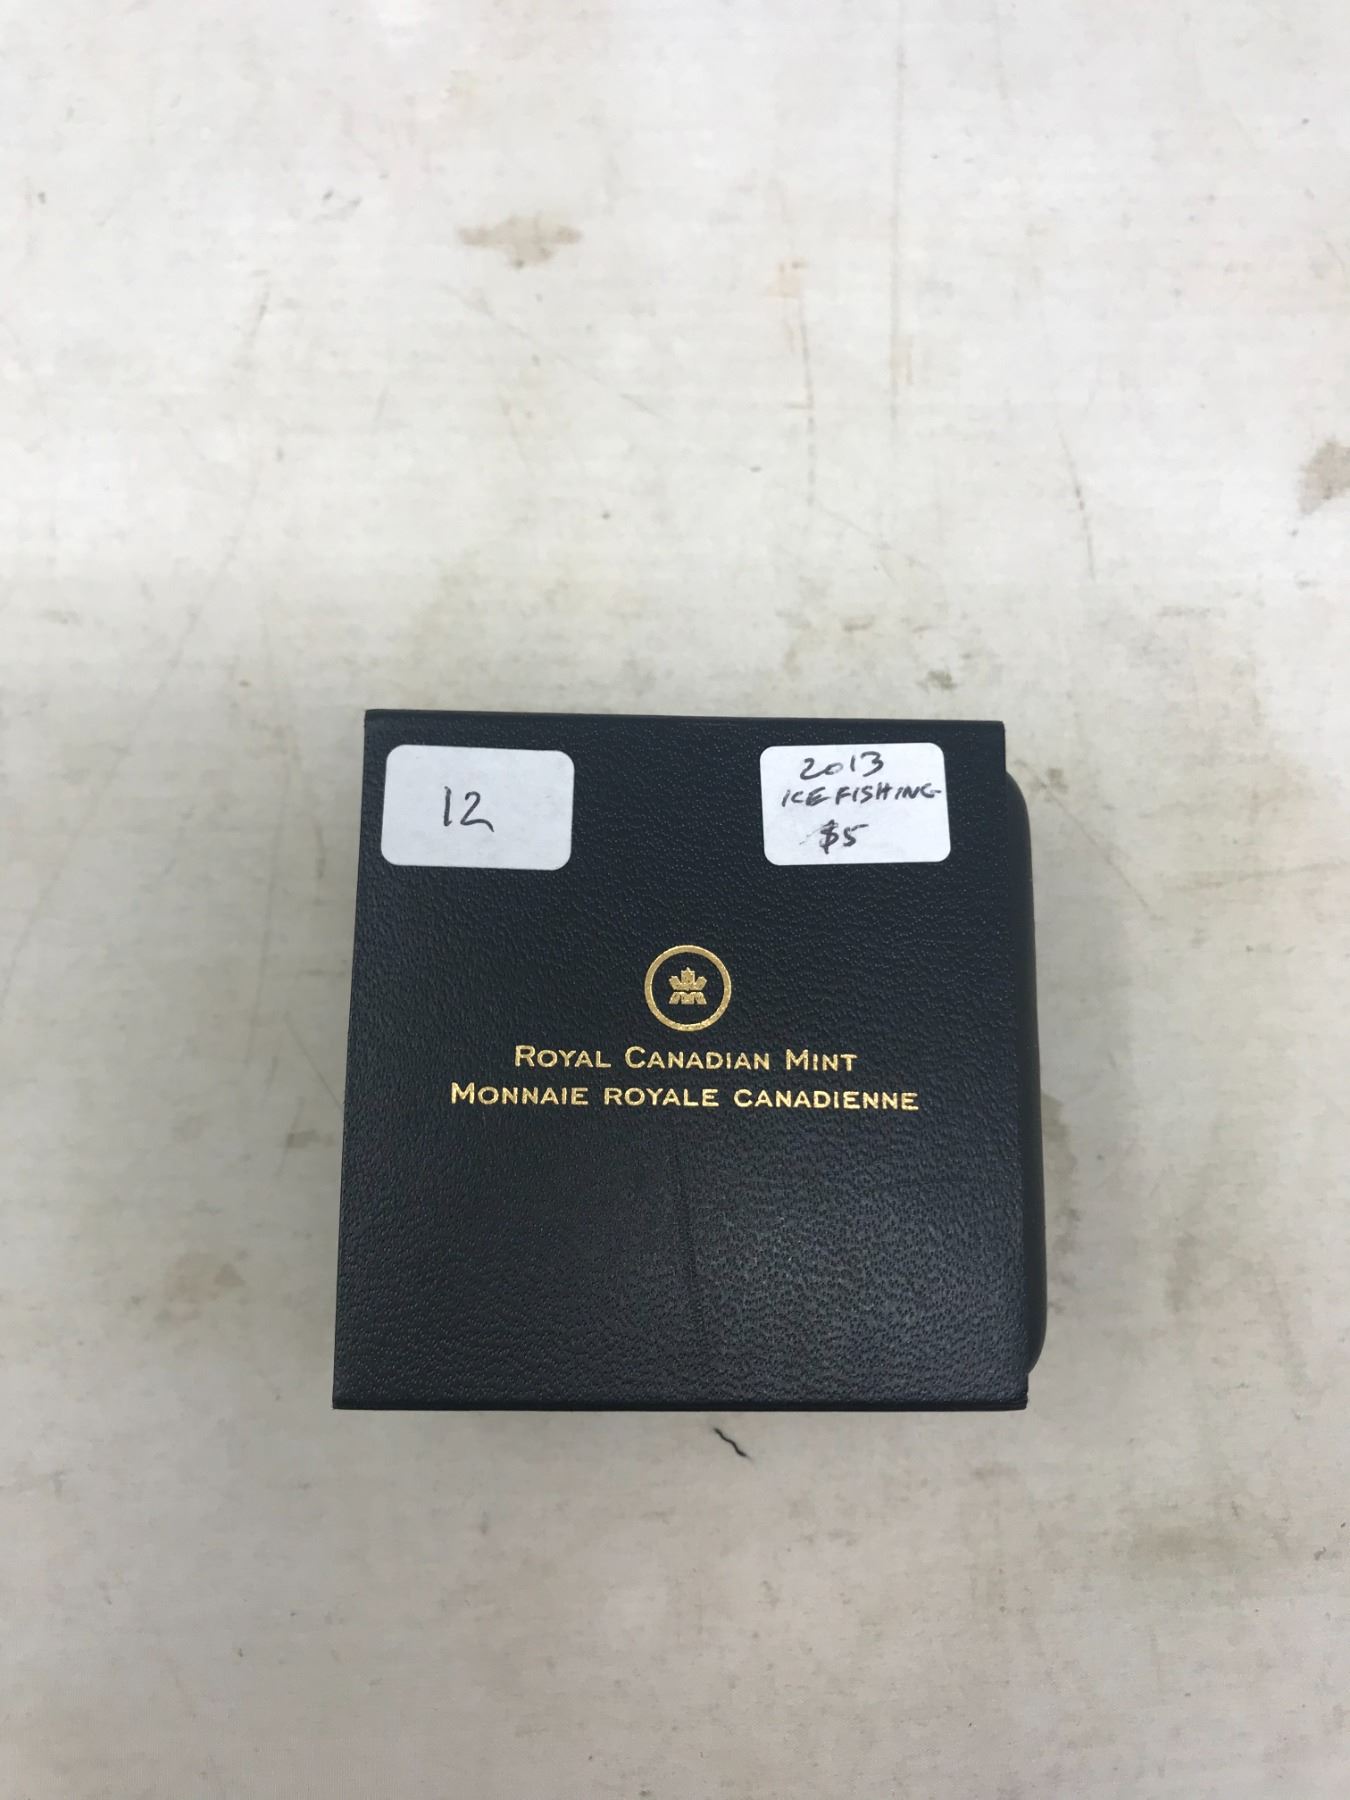 12
2013
ICE FISHING
$5
ROYAL CANADIAN MINT
MONNAIE ROYALE CANADIENNE